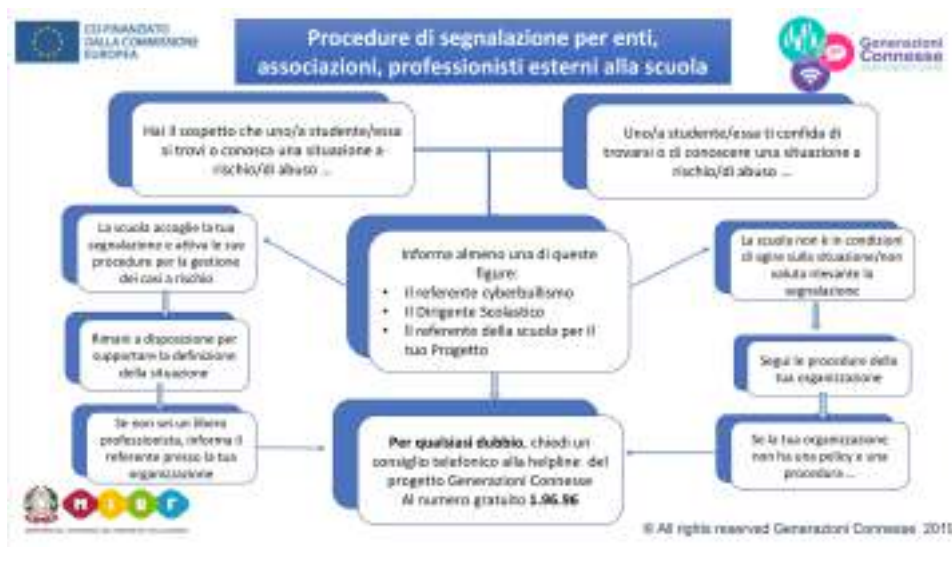 CO-FINANZIATO
DALLA COMMISSIONE
EUROPEA
Procedure di segnalazione per enti,
associazioni, professionisti esterni alla scuola
Generazioni
Connesse
Hai il sospetto che uno/a studente/essa
si trovi o conosca una situazione a
rischio/di abuso ...
Uno/a studente/essa ti confida di
trovarsi o di conoscere una situazione a
rischio/di abuso ...
La scuola accoglie la tua
segnalazione e attiva le sue
procedure per la gestione
dei casi a rischio
Informa almeno una di queste
figure:
• Il referente cyberbullismo
• Il Dirigente Scolastico
• Il referente della scuola per il
tuo Progetto
La scuola non è in condizioni
di agire sulla situazione/non
valuta rilevante la
segnalazione
Rimani a disposizione per
supportare la definizione
della situazione
Segui le procedure della
tua organizzazione
Se non sei un libero
professionista, informa il
referente presso la tua
organizzazione
Per qualsiasi dubbio, chiedi un
consiglio telefonico alla helpline del
progetto Generazioni Connesse
Al numero gratuito 1.96.96
Se la tua organizzazione
non ha una policy e una
procedura ...
MIUR
© All rights reserved Generazioni Connesse 2019